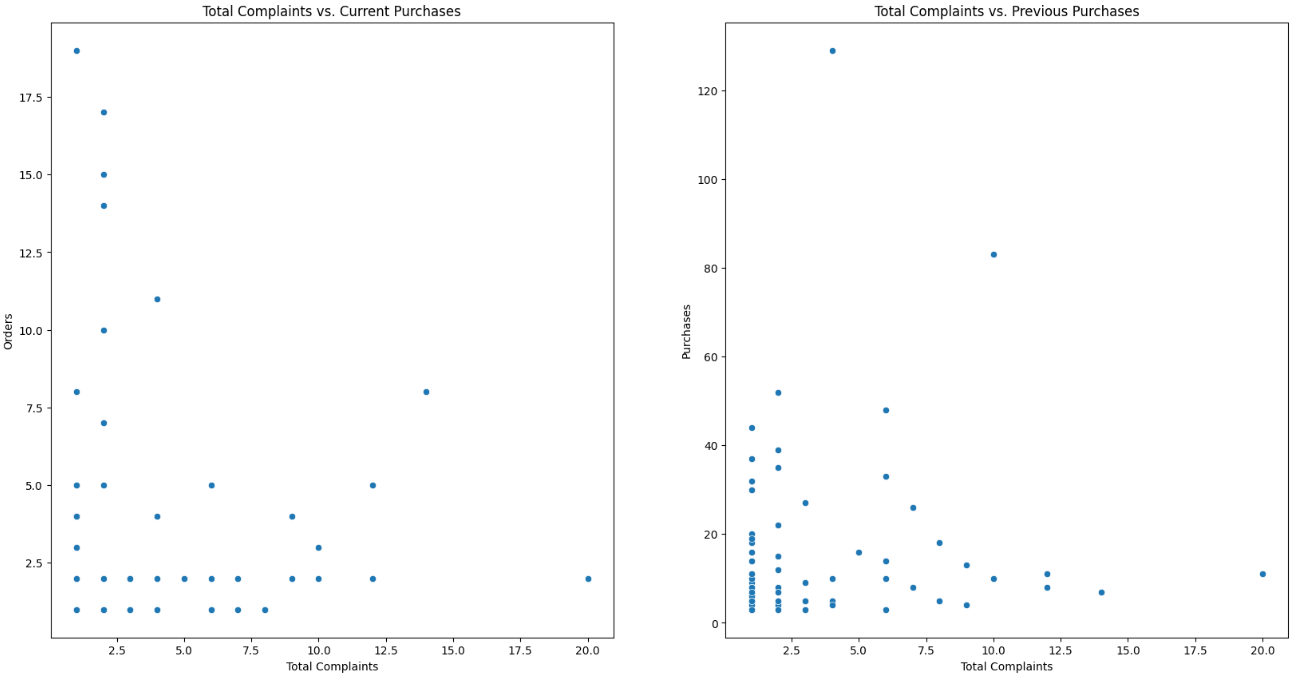 Total Complaints vs. Current Purchases
Orders
17.5
15.0
12.5
10.0
7.5
5.0
2.5
2.5 5.0 7.5 10.0 12.5 15.0 17.5 20.0
Total Complaints
Total Complaints vs. Previous Purchases
Purchases
120
100
80
60
40
20
0
2.5 5.0 7.5 10.0 12.5 15.0 17.5 20.0
Total Complaints